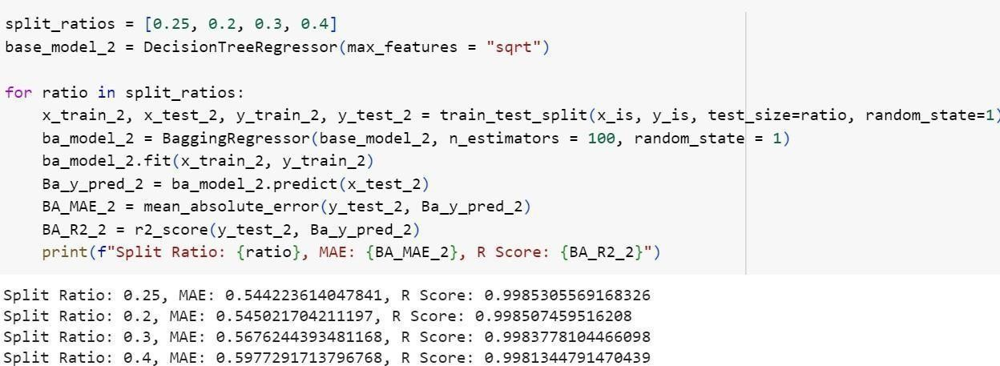 split_ratios = [0.25, 0.2, 0.3, 0.4]
base_model_2 = DecisionTreeRegressor(max_features = "sqrt")
for ratio in split_ratios:
    x_train_2, x_test_2, y_train_2, y_test_2 = train_test_split(x_is, y_is, test_size=ratio, random_state=1)
    ba_model_2 = BaggingRegressor(base_model_2, n_estimators = 100, random_state = 1)
    ba_model_2.fit(x_train_2, y_train_2)
    Ba_y_pred_2 = ba_model_2.predict(x_test_2)
    BA_MAE_2 = mean_absolute_error(y_test_2, Ba_y_pred_2)
    BA_R2_2 = r2_score(y_test_2, Ba_y_pred_2)
    print(f"Split Ratio: {ratio}, MAE: {BA_MAE_2}, R Score: {BA_R2_2}")
Split Ratio: 0.25, MAE: 0.544223614047841, R Score: 0.9985305569168326
Split Ratio: 0.2, MAE: 0.545021704211197, R Score: 0.998507459516208
Split Ratio: 0.3, MAE: 0.5676244393481168, R Score: 0.9983778104466098
Split Ratio: 0.4, MAE: 0.5977291713796768, R Score: 0.9981344791470439